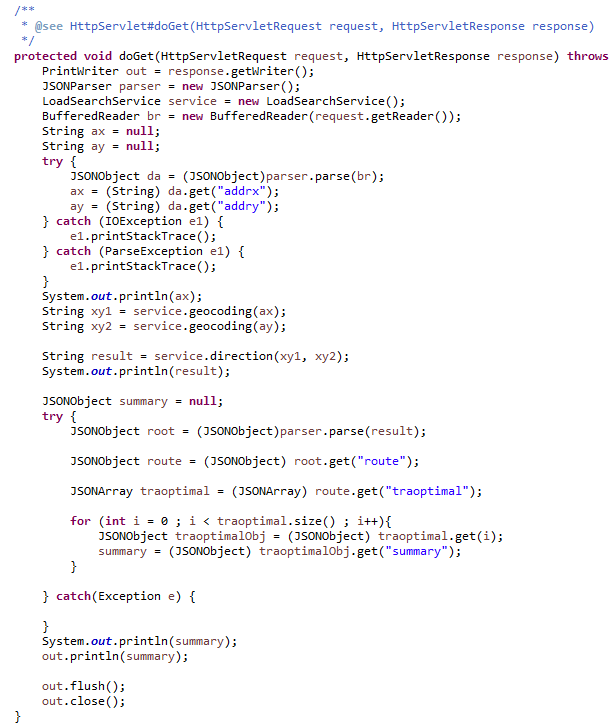 /**
 * @see HttpServlet#doGet(HttpServletRequest request, HttpServletResponse response)
 */
protected void doGet(HttpServletRequest request, HttpServletResponse response) throws
    PrintWriter out = response.getWriter();
    JSONParser parser = new JSONParser();
    LoadSearchService service = new LoadSearchService();
    BufferedReader br = new BufferedReader(request.getReader());
    String ax = null;
    String ay = null;
    try {
        JSONObject da = (JSONObject)parser.parse(br);
        ax = (String) da.get("addrx");
        ay = (String) da.get("addry");
    } catch (IOException e1) {
        e1.printStackTrace();
    } catch (ParseException e1) {
        e1.printStackTrace();
    }
    System.out.println(ax);
    String xy1 = service.geocoding(ax);
    String xy2 = service.geocoding(ay);

    String result = service.direction(xy1, xy2);
    System.out.println(result);

    JSONObject summary = null;
    try {
        JSONObject root = (JSONObject)parser.parse(result);

        JSONObject route = (JSONObject) root.get("route");

        JSONArray traoptimal = (JSONArray) route.get("traoptimal");

        for (int i = 0 ; i < traoptimal.size() ; i++){
            JSONObject traoptimalObj = (JSONObject) traoptimal.get(i);
            summary = (JSONObject) traoptimalObj.get("summary");
        }

    } catch(Exception e) {

    }
    System.out.println(summary);
    out.println(summary);

    out.flush();
    out.close();
}